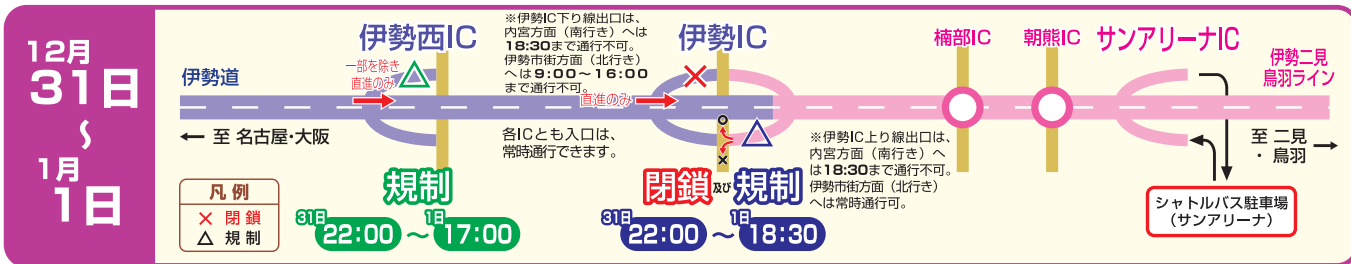 12月
31日
〜
1月
1日
伊勢道
← 至 名古屋・大阪
凡例
× 閉鎖
△ 規制
伊勢西IC
一部を除き
直進のみ
規制
31日
22:00 〜
1日
17:00
※伊勢IC下り線出口は、
内宮方面（南行き）へは
18:30まで通行不可。
伊勢市街方面（北行き）
へは9:00〜16:00
まで通行不可。
各ICとも入口は、
常時通行できます。
伊勢IC
直進のみ
閉鎖 及び 規制
31日
22:00 〜
1日
18:30
※伊勢IC上り線出口は、
内宮方面（南行き）へ
は18:30まで通行不可。
伊勢市街方面（北行き）
へは常時通行可。
楠部IC
朝熊IC
サンアリーナIC
伊勢二見
鳥羽ライン
至 二見
・ 鳥羽 →
シャトルバス駐車場
（サンアリーナ）